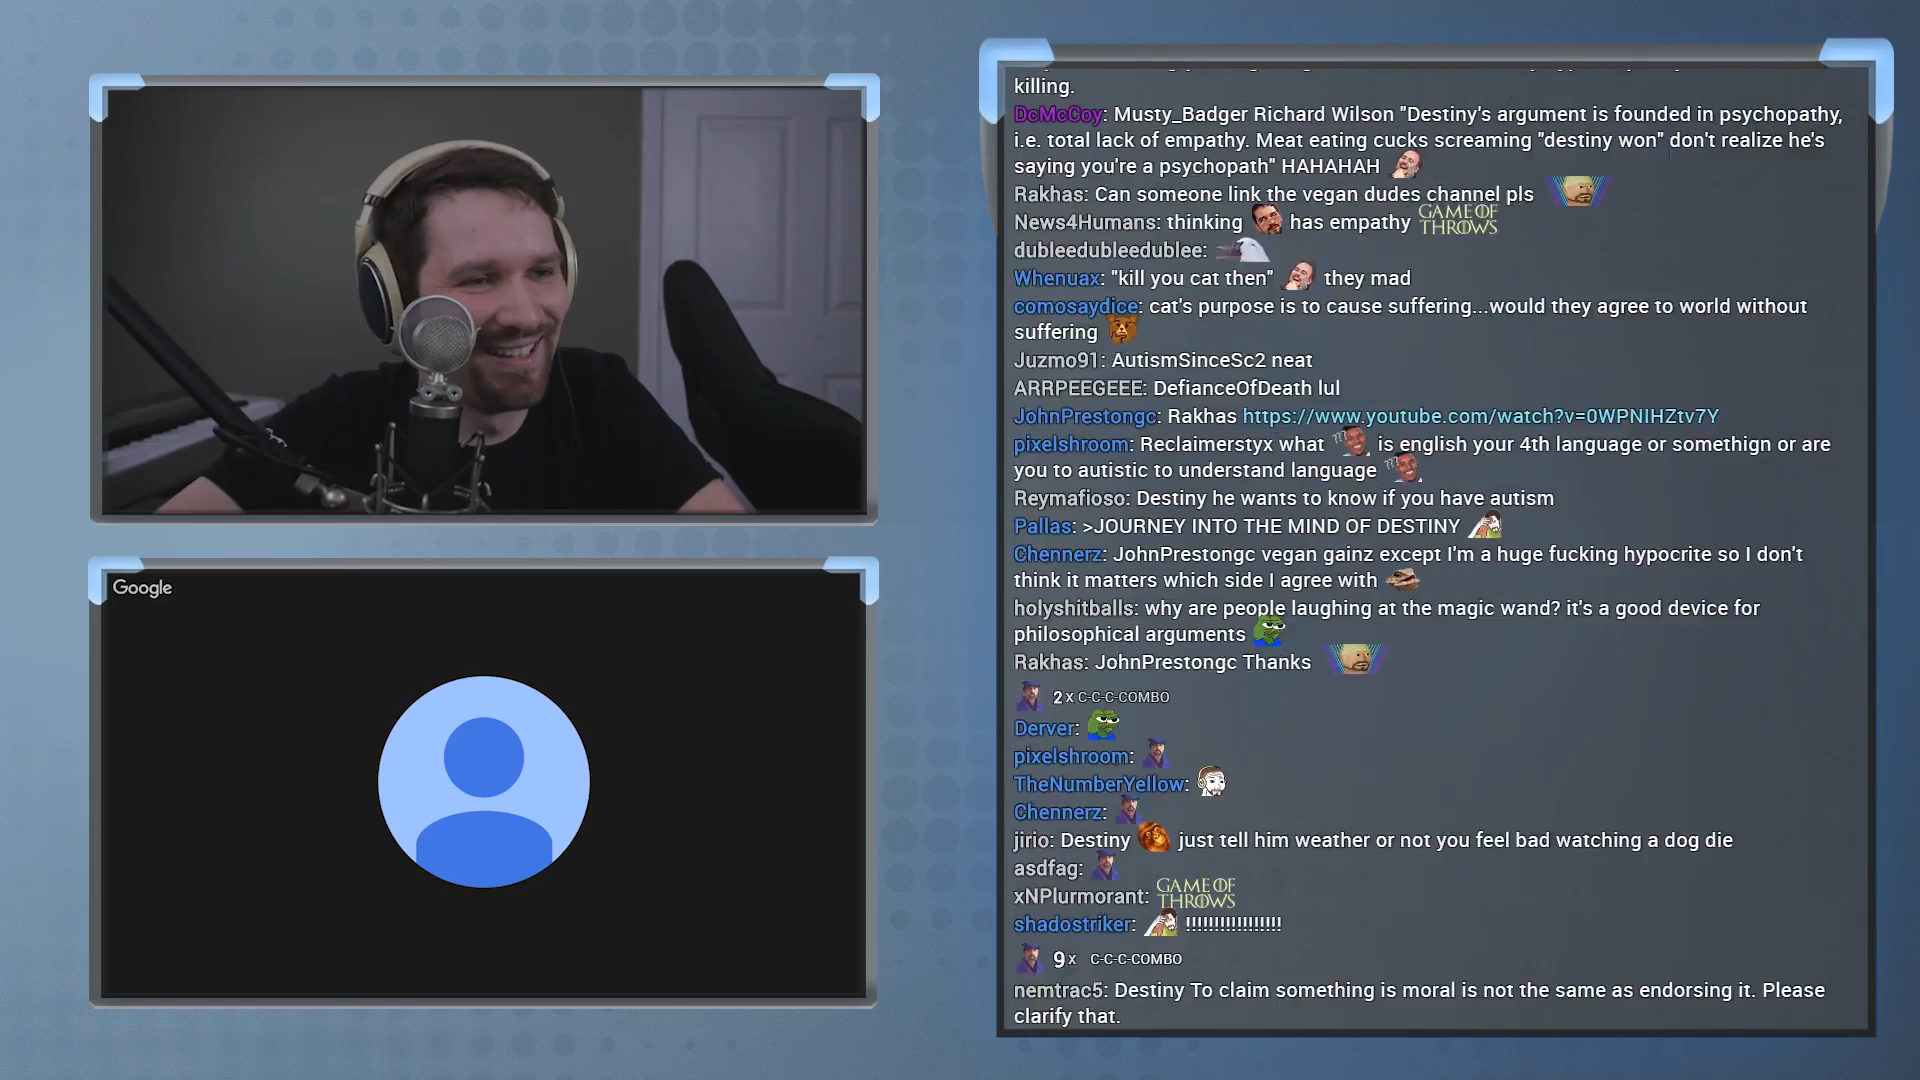 killing.
DcMcCoy: Musty_Badger Richard Wilson "Destiny's argument is founded in psychopathy,
i.e. total lack of empathy. Meat eating cucks screaming "destiny won" don't realize he's
saying you're a psychopath" HAHAHAH
Rakhas: Can someone link the vegan dudes channel pls
News4Humans: thinking has empathy GAME OF THROWS
dubleedubleedublee:
Whenuax: "kill you cat then" they mad
comosaydice: cat's purpose is to cause suffering...would they agree to world without
suffering
Juzmo91: AutismSinceSc2 neat
ARRPEEGEEE: DefianceOfDeath lul
JohnPrestongc: Rakhas https://www.youtube.com/watch?v=0WPNIHZtv7Y
pixelshroom: Reclaimerstyx what ??? is english your 4th language or somethign or are
you to autistic to understand language ???
Reymafioso: Destiny he wants to know if you have autism
Pallas: >JOURNEY INTO THE MIND OF DESTINY
Chennerz: JohnPrestongc vegan gainz except I'm a huge fucking hypocrite so I don't
think it matters which side I agree with
holyshitballs: why are people laughing at the magic wand? it's a good device for
philosophical arguments
Rakhas: JohnPrestongc Thanks
2 x C-C-C-COMBO
Derver:
pixelshroom:
TheNumberYellow:
Chennerz:
jirio: Destiny just tell him weather or not you feel bad watching a dog die
asdfag:
xNPlurmorant: GAME OF THROWS
shadostriker: !!!!!!!!!!!!!!!!!
9 x C-C-C-COMBO
nemtrac5: Destiny To claim something is moral is not the same as endorsing it. Please
clarify that.
Google